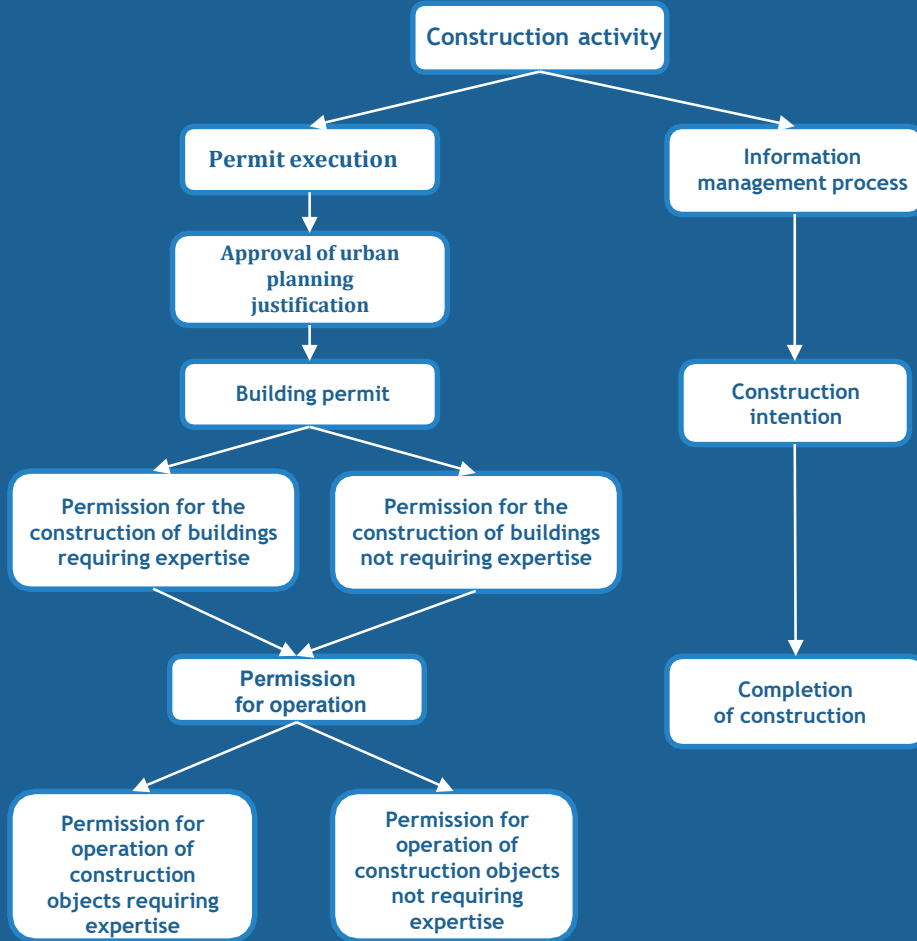 Construction activity
Permit execution
Information
management process
Approval of urban
planning
justification
Building permit
Construction
intention
Permission for the
construction of buildings
requiring expertise
Permission for the
construction of buildings
not requiring expertise
Permission
for operation
Completion
of construction
Permission for
operation of
construction
objects requiring
expertise
Permission for
operation of
construction objects
not requiring
expertise